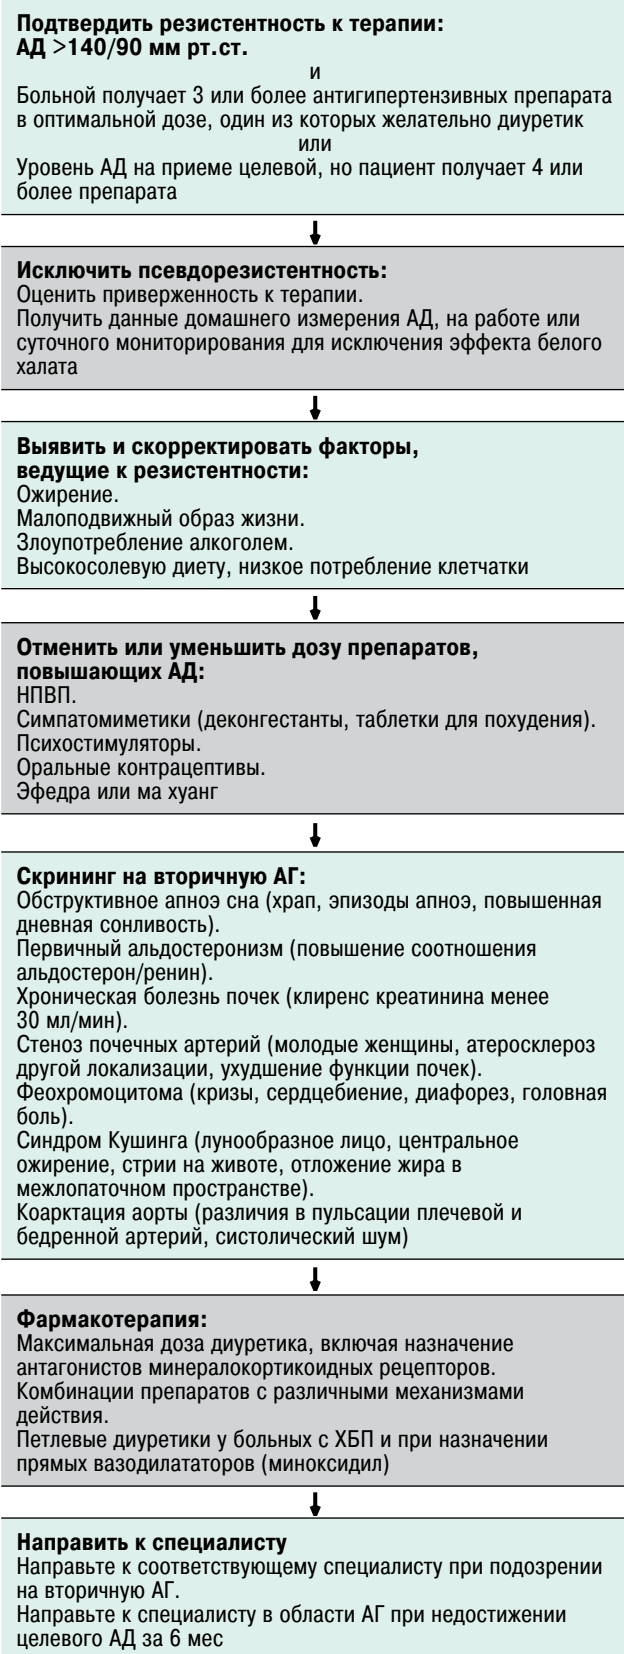 Подтвердить резистентность к терапии:
АД >140/90 мм рт.ст.
и
Больной получает 3 или более антигипертензивных препарата
в оптимальной дозе, один из которых желательно диуретик
или
Уровень АД на приеме целевой, но пациент получает 4 или
более препарата
Исключить псевдорезистентность:
Оценить приверженность к терапии.
Получить данные домашнего измерения АД, на работе или
суточного мониторирования для исключения эффекта белого
халата
Выявить и скорректировать факторы,
ведущие к резистентности:
Ожирение.
Малоподвижный образ жизни.
Злоупотребление алкоголем.
Высокосолевую диету, низкое потребление клетчатки
Отменить или уменьшить дозу препаратов,
повышающих АД:
НПВП.
Симпатомиметики (деконгестанты, таблетки для похудения).
Психостимуляторы.
Оральные контрацептивы.
Эфедра или ма хуанг
Скрининг на вторичную АГ:
Обструктивное апноэ сна (храп, эпизоды апноэ, повышенная
дневная сонливость).
Первичный альдостеронизм (повышение соотношения
альдостерон/ренин).
Хроническая болезнь почек (клиренс креатинина менее
30 мл/мин).
Стеноз почечных артерий (молодые женщины, атеросклероз
другой локализации, ухудшение функции почек).
Феохромоцитома (кризы, сердцебиение, диафорез, головная
боль).
Синдром Кушинга (лунообразное лицо, центральное
ожирение, стрии на животе, отложение жира в
межлопаточном пространстве).
Коарктация аорты (различия в пульсации плечевой и
бедренной артерий, систолический шум)
Фармакотерапия:
Максимальная доза диуретика, включая назначение
антагонистов минералокортикоидных рецепторов.
Комбинации препаратов с различными механизмами
действия.
Петлевые диуретики у больных с ХБП и при назначении
прямых вазодилататоров (миноксидил)
Направить к специалисту
Направьте к соответствующему специалисту при подозрении
на вторичную АГ.
Направьте к специалисту в области АГ при недостижении
целевого АД за 6 мес